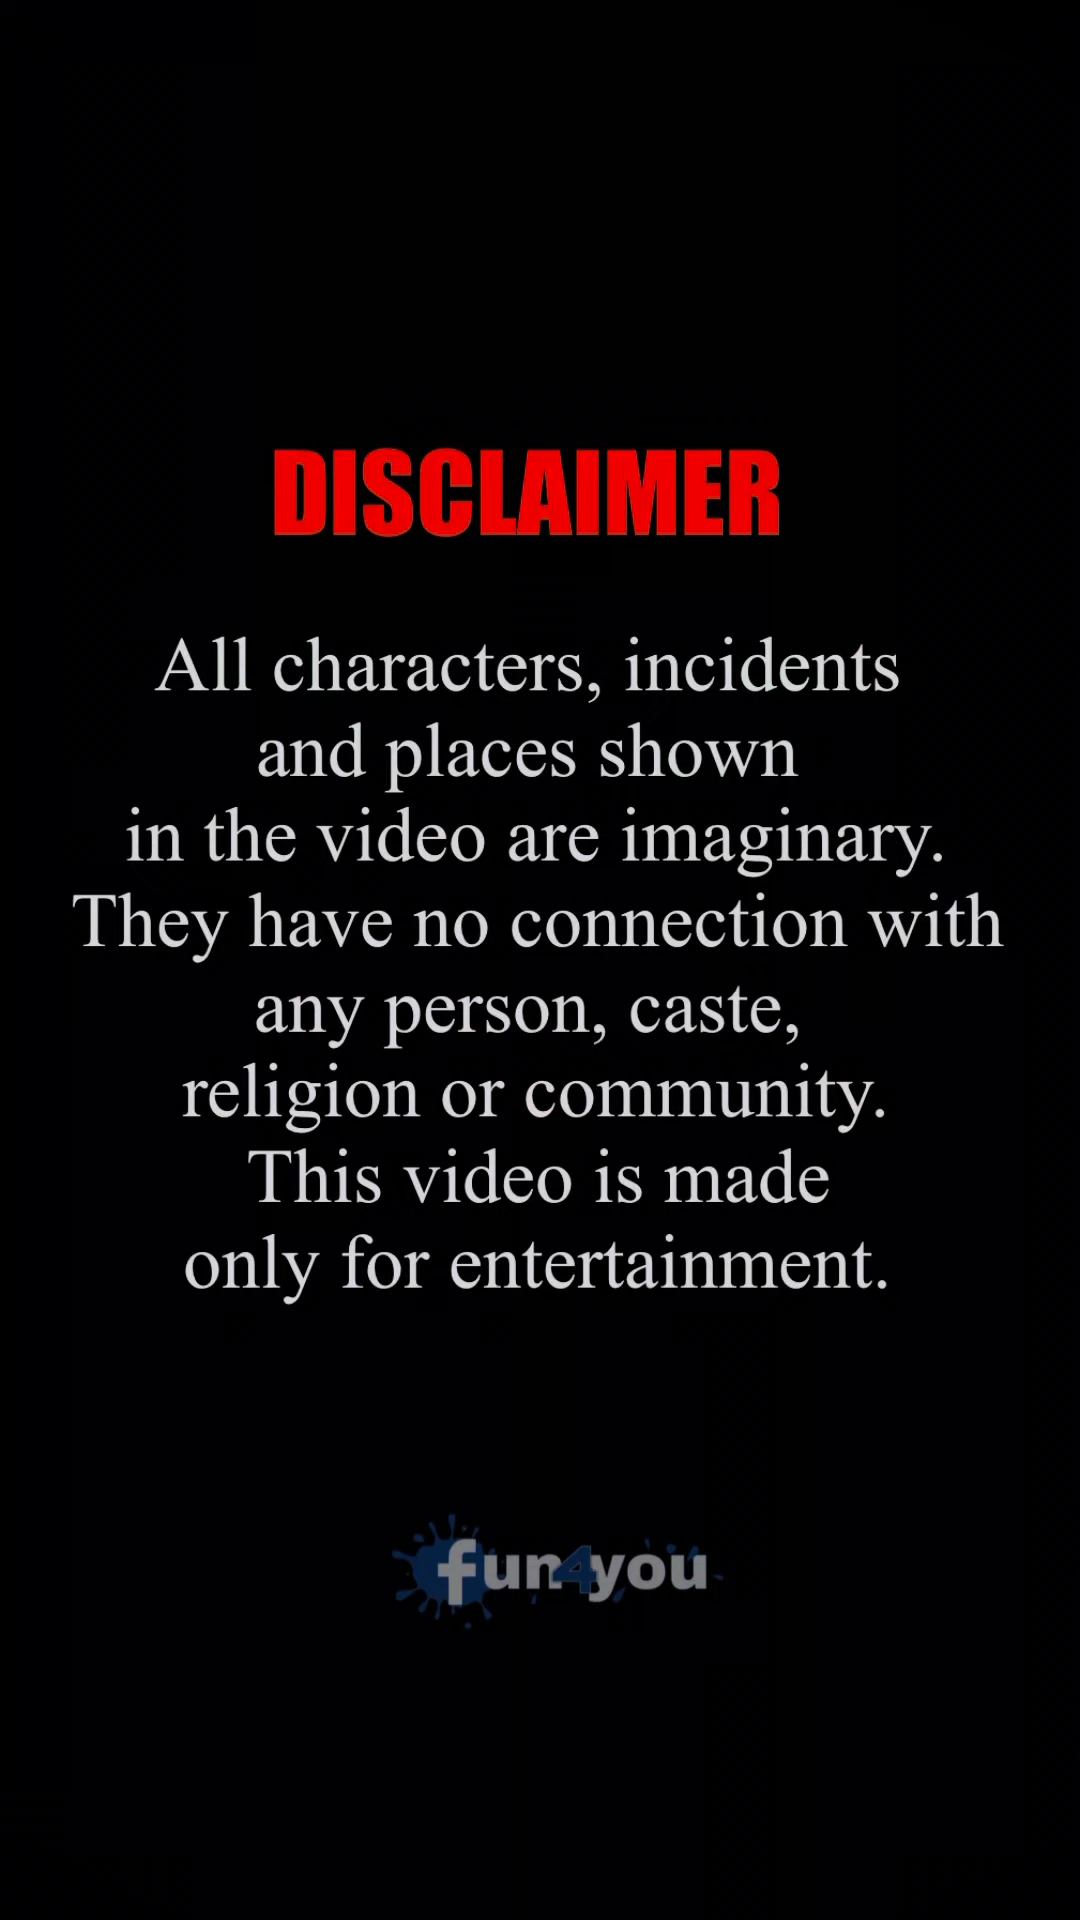 DISCLAIMER
All characters, incidents
and places shown
in the video are imaginary.
They have no connection with
any person, caste,
religion or community.
This video is made
only for entertainment.
fun4you